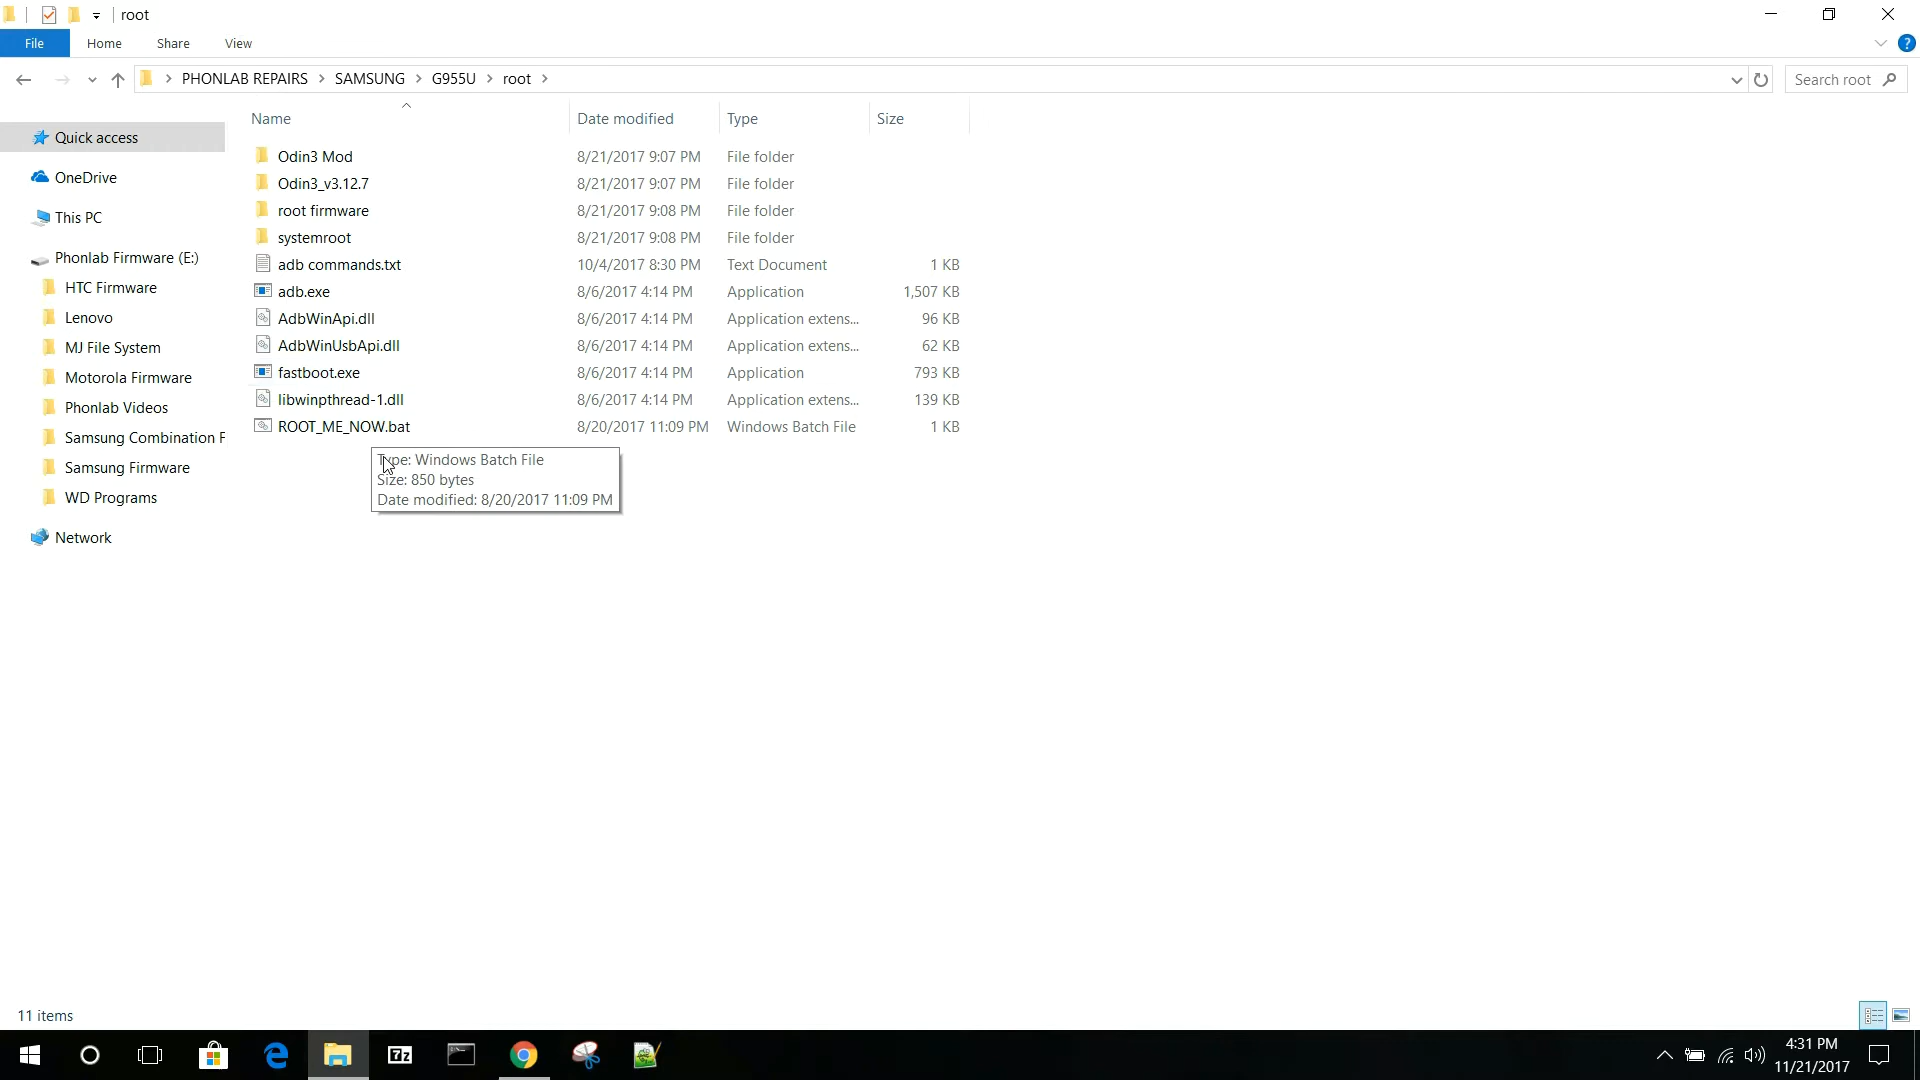 root
File Home Share View
PHONLAB REPAIRS SAMSUNG G955U root Search root
Name Date modified Type Size
Quick access
OneDrive
This PC
Phonlab Firmware (E:)
HTC Firmware
Lenovo
MJ File System
Motorola Firmware
Phonlab Videos
Samsung Combination F
Samsung Firmware
WD Programs
Network
Odin3 Mod 8/21/2017 9:07 PM File folder
Odin3_v3.12.7 8/21/2017 9:07 PM File folder
root firmware 8/21/2017 9:08 PM File folder
systemroot 8/21/2017 9:08 PM File folder
adb commands.txt 10/4/2017 8:30 PM Text Document 1 KB
adb.exe 8/6/2017 4:14 PM Application 1,507 KB
AdbWinApi.dll 8/6/2017 4:14 PM Application extens... 96 KB
AdbWinUsbApi.dll 8/6/2017 4:14 PM Application extens... 62 KB
fastboot.exe 8/6/2017 4:14 PM Application 793 KB
libwinpthread-1.dll 8/6/2017 4:14 PM Application extens... 139 KB
ROOT_ME_NOW.bat 8/20/2017 11:09 PM Windows Batch File 1 KB
Type: Windows Batch File
Size: 850 bytes
Date modified: 8/20/2017 11:09 PM
11 items
7z
4:31 PM
11/21/2017